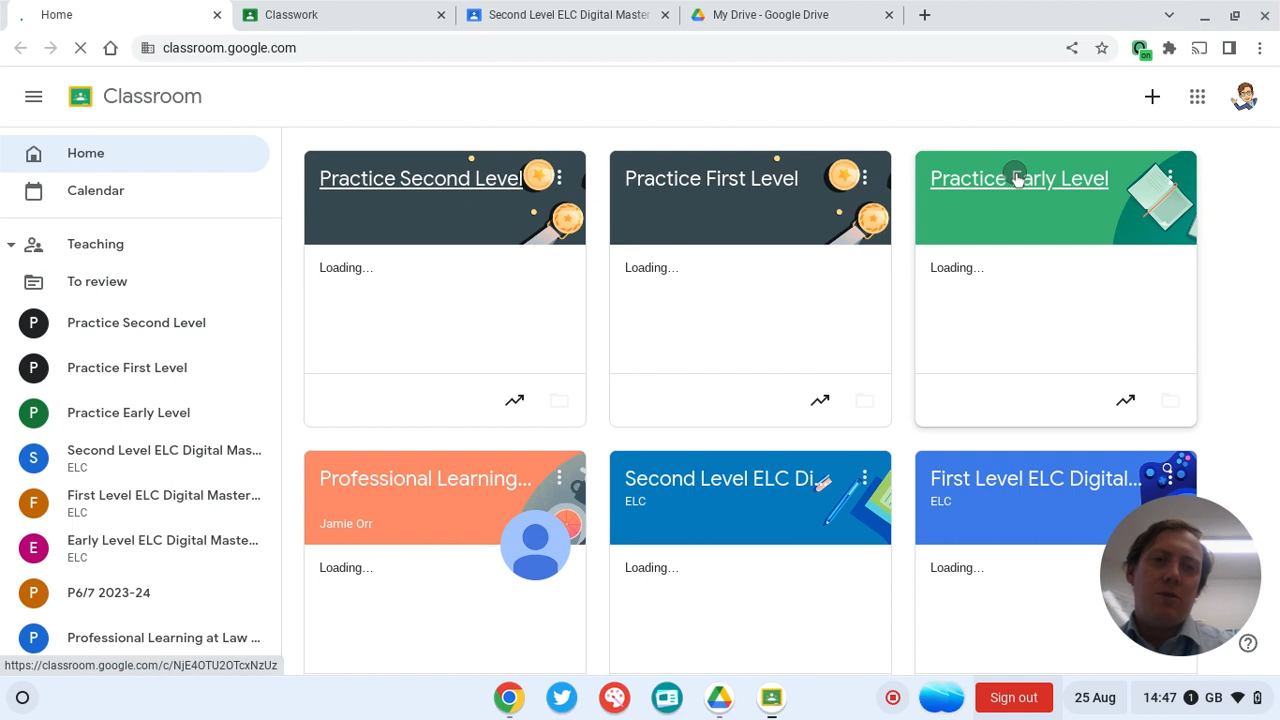 Home
Classwork
Second Level ELC Digital Master
My Drive - Google Drive
classroom.google.com
on
Classroom
Home
Calendar
Teaching
To review
P Practice Second Level
P Practice First Level
P Practice Early Level
S Second Level ELC Digital Mas...
ELC
F First Level ELC Digital Master...
ELC
E Early Level ELC Digital Maste...
ELC
P P6/7 2023-24
P Professional Learning at Law ...
Practice Second Level
Loading...
Practice First Level
Loading...
Practice Early Level
Loading...
Professional Learning...
Jamie Orr
Loading...
Second Level ELC Di...
ELC
Loading...
First Level ELC Digital...
ELC
Loading...
https://classroom.google.com/c/NjE4OTU2OTcxNzUz
Sign out
25 Aug
14:47 1 GB